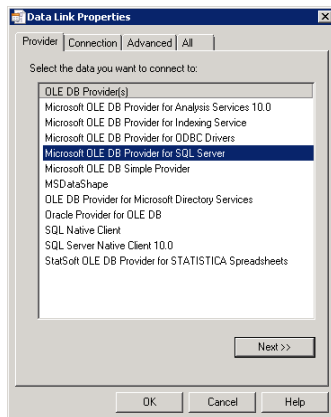 Data Link Properties
Provider Connection Advanced All
Select the data you want to connect to:
OLE DB Provider(s)
Microsoft OLE DB Provider for Analysis Services 10.0
Microsoft OLE DB Provider for Indexing Service
Microsoft OLE DB Provider for ODBC Drivers
Microsoft OLE DB Provider for SQL Server
Microsoft OLE DB Simple Provider
MSDataShape
OLE DB Provider for Microsoft Directory Services
Oracle Provider for OLE DB
SQL Native Client
SQL Server Native Client 10.0
StatSoft OLE DB Provider for STATISTICA Spreadsheets
Next >>
OK Cancel Help